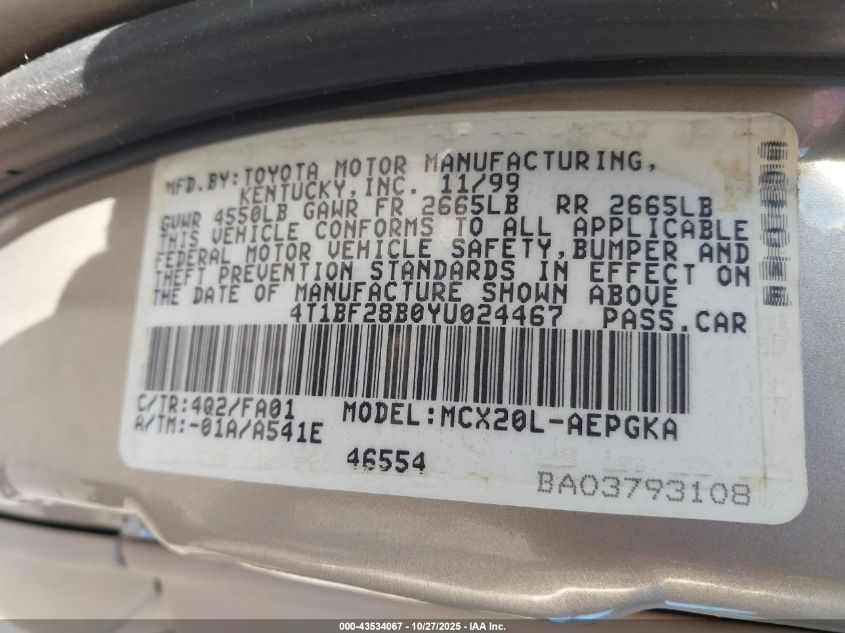 MFD.BY:TOYOTA MOTOR MANUFACTURING,
KENTUCKY,INC. 11/99
GVWR 4550LB GAWR FR 2665LB RR 2665LB
THIS VEHICLE CONFORMS TO ALL APPLICABLE
FEDERAL MOTOR VEHICLE SAFETY,BUMPER AND
THEFT PREVENTION STANDARDS IN EFFECT ON
THE DATE OF MANUFACTURE SHOWN ABOVE
4T1BF28B0YU024467 PASS.CAR
C/TR:4Q2/FA01 MODEL:MCX20L-AEPGKA
A/TM:-01A/A541E
46554
BA03793108
000-43534067 - 10/27/2025 - IAA Inc.